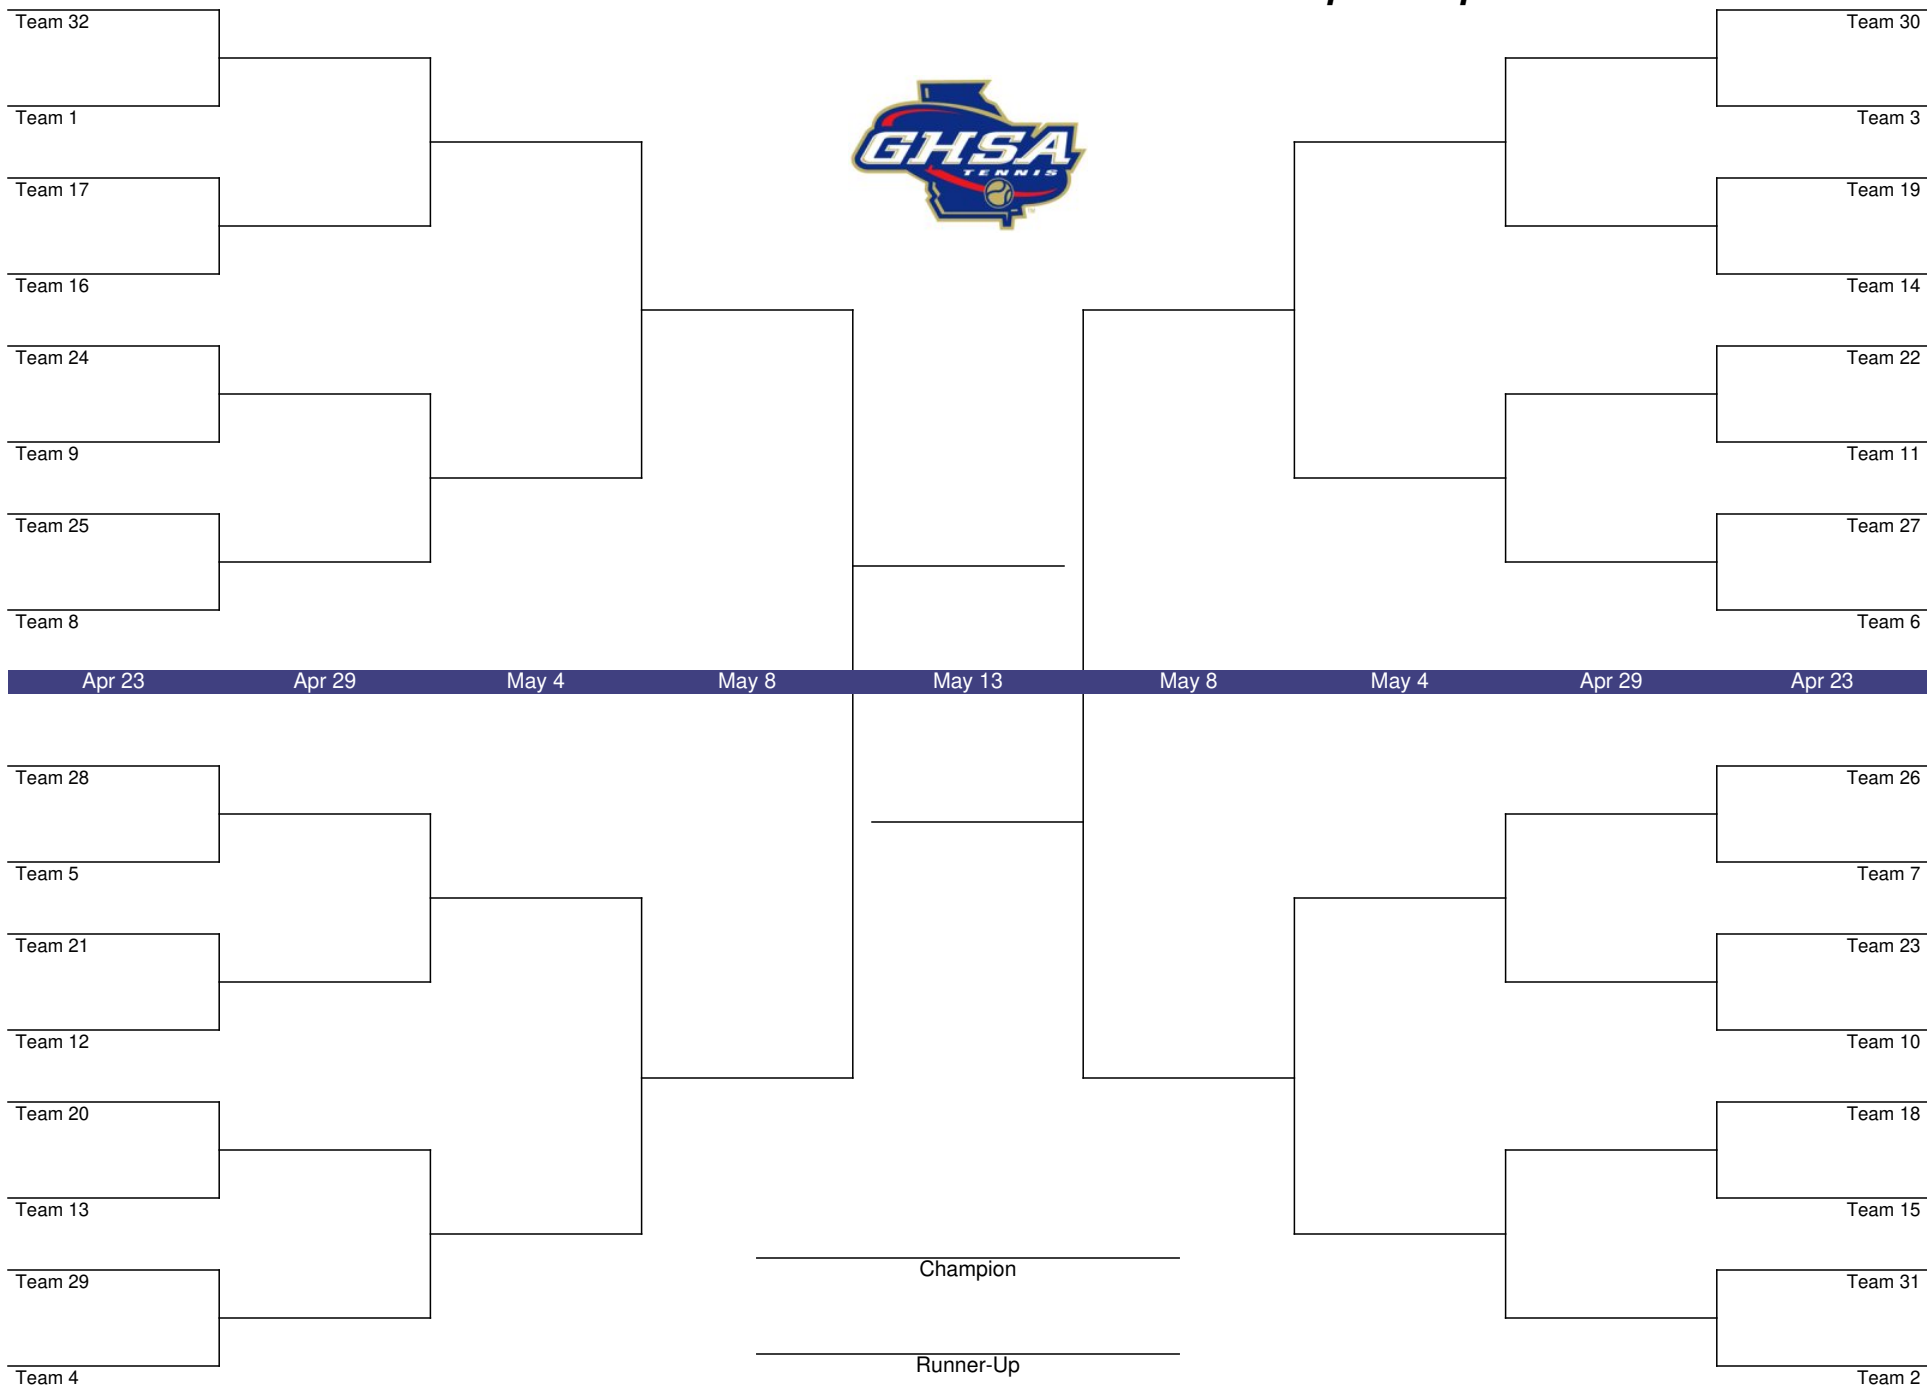 Team 32
Team 30
Team 1
Team 3
GHSA
TENNIS
Team 17
Team 19
Team 16
Team 14
Team 24
Team 22
Team 9
Team 11
Team 25
Team 27
Team 8
Team 6
Apr 23 Apr 29 May 4 May 8 May 13 May 8 May 4 Apr 29 Apr 23
Team 28
Team 26
Team 5
Team 7
Team 21
Team 23
Team 12
Team 10
Team 20
Team 18
Team 13
Team 15
Champion
Team 29
Team 31
Runner-Up
Team 4
Team 2